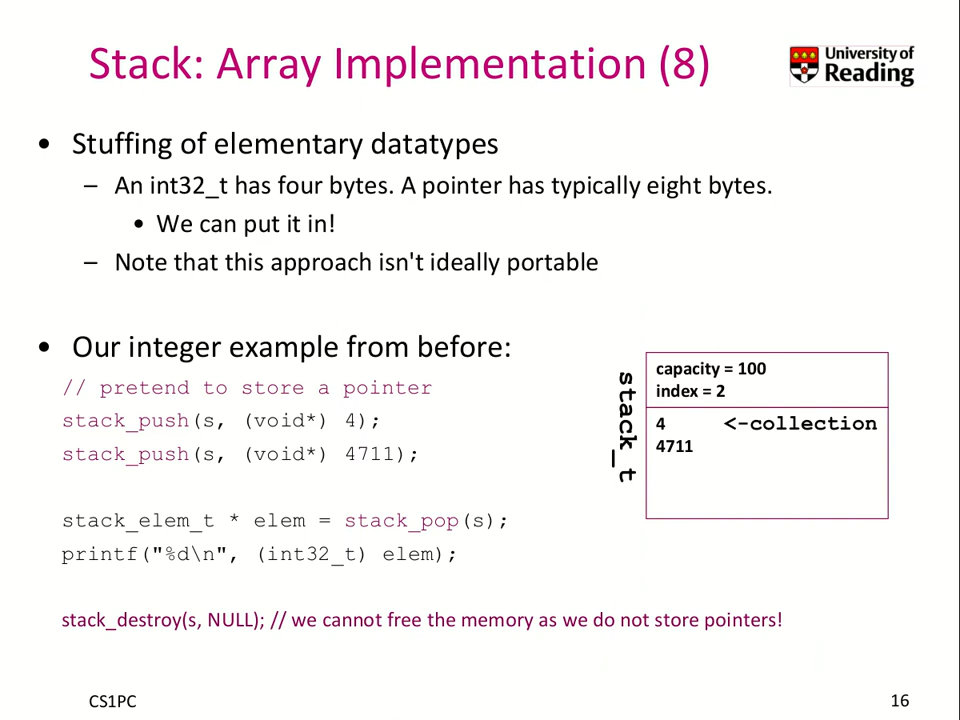 Stack: Array Implementation (8)
University of
Reading
• Stuffing of elementary datatypes
– An int32_t has four bytes. A pointer has typically eight bytes.
• We can put it in!
– Note that this approach isn't ideally portable
• Our integer example from before:
// pretend to store a pointer
stack_push(s, (void*) 4);
stack_push(s, (void*) 4711);
stack_elem_t * elem = stack_pop(s);
printf("%d\n", (int32_t) elem);
stack_destroy(s, NULL); // we cannot free the memory as we do not store pointers!
stack_t
capacity = 100
index = 2
4 <-collection
4711
CS1PC
16